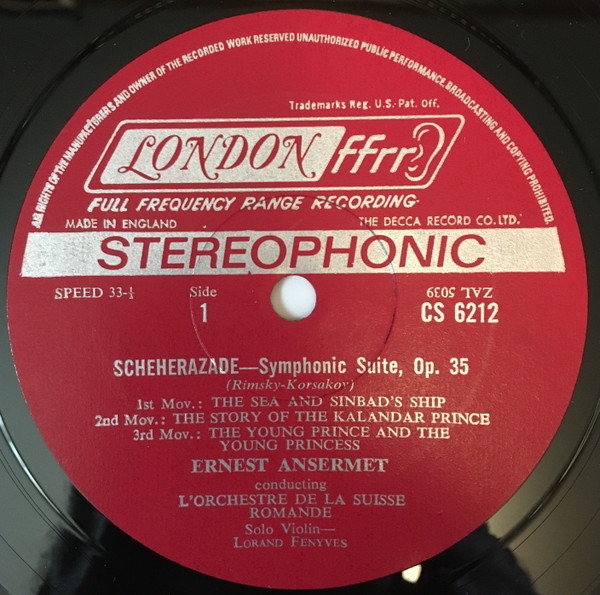 ALL RIGHTS OF THE MANUFACTURERS AND OWNER OF THE RECORDED WORK RESERVED UNAUTHORIZED PUBLIC PERFORMANCE BROADCASTING AND COPYING PROHIBITED.
Trademarks Reg. U.S. Pat. Off.
LONDON ffrr
FULL FREQUENCY RANGE RECORDING
MADE IN ENGLAND THE DECCA RECORD CO. LTD.
STEREOPHONIC
SPEED 33-⅓ Side ZAL 5039
1 CS 6212
SCHEHERAZADE—Symphonic Suite, Op. 35
(Rimsky-Korsakov)
1st Mov.: THE SEA AND SINBAD'S SHIP
2nd Mov.: THE STORY OF THE KALANDAR PRINCE
3rd Mov.: THE YOUNG PRINCE AND THE
YOUNG PRINCESS
ERNEST ANSERMET
conducting
L'ORCHESTRE DE LA SUISSE
ROMANDE
Solo Violin—
LORAND FENYVES